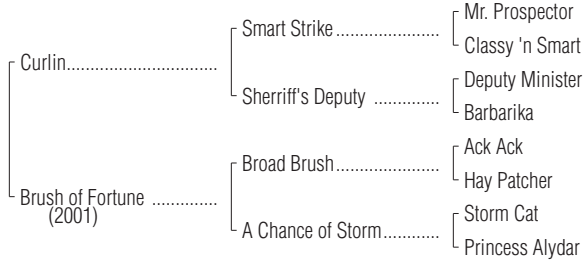 Mr. Prospector
Smart Strike ................
Classy 'n Smart
Curlin................................
Deputy Minister
Sherriff's Deputy ..............
Barbarika
Ack Ack
Broad Brush....................
Hay Patcher
Brush of Fortune ..............
(2001)
Storm Cat
A Chance of Storm............
Princess Alydar